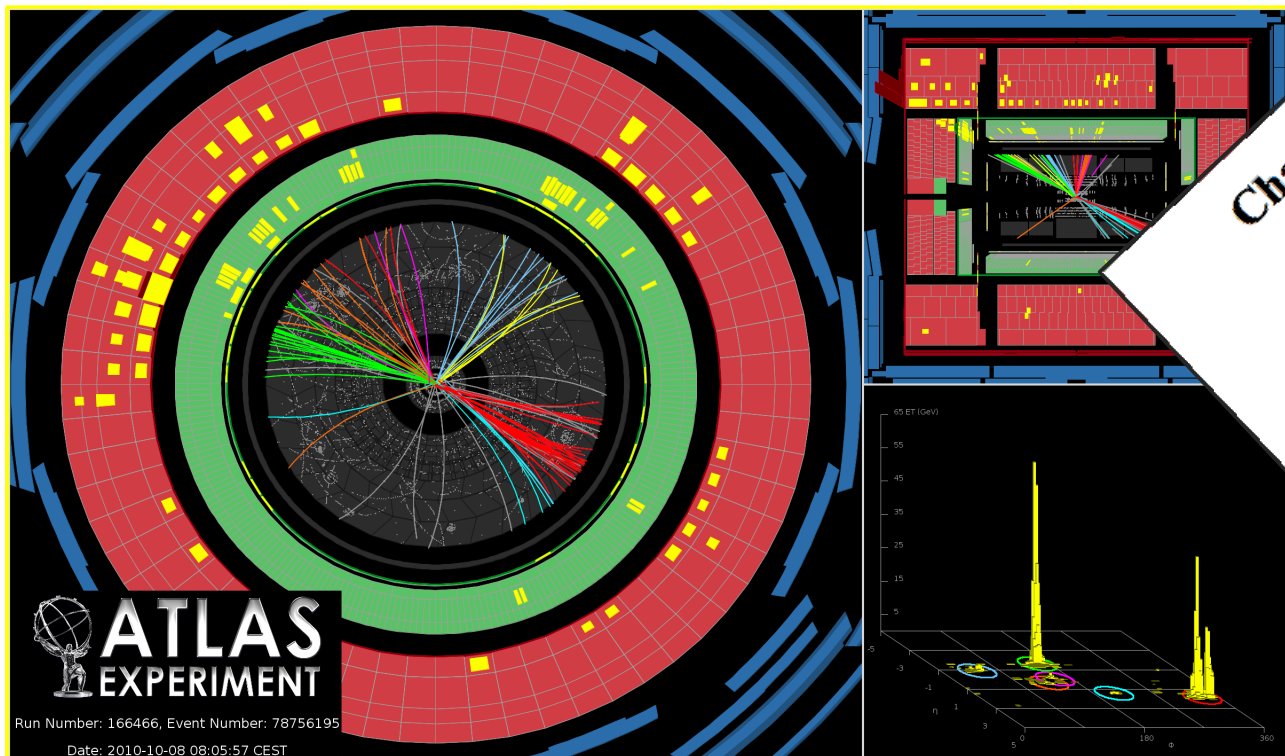 Cha
65 ET (GeV)
55
45
35
25
15
5
-5
-3
-1
η 1
3
5
0
180
Φ
360
ATLAS
EXPERIMENT
Run Number: 166466, Event Number: 78756195
Date: 2010-10-08 08:05:57 CEST